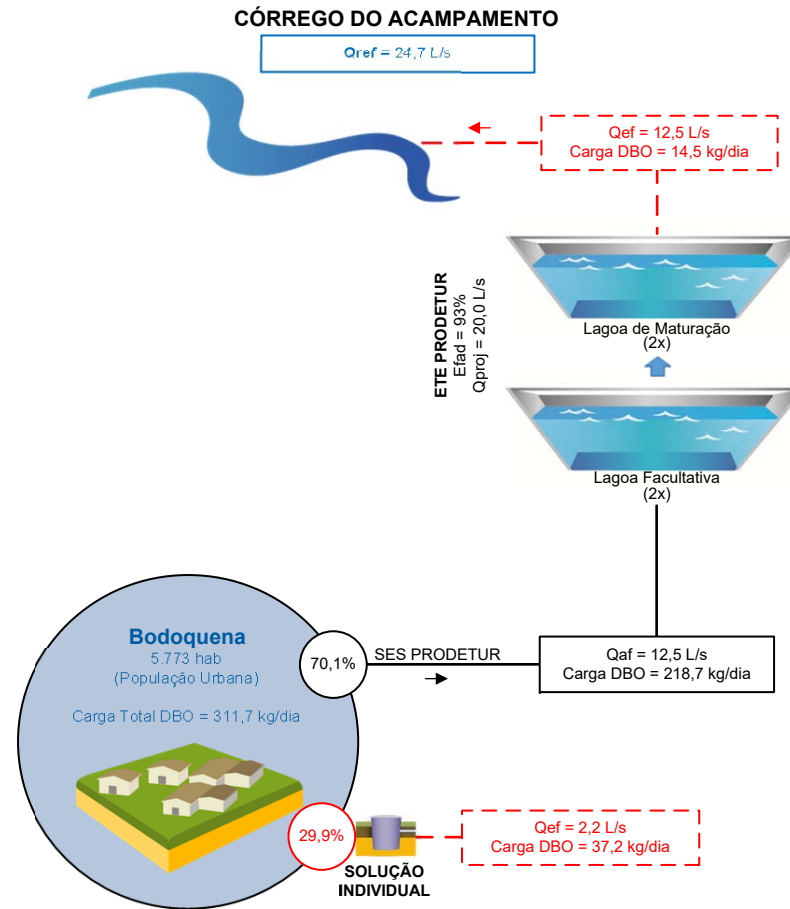 CÓRREGO DO ACAMPAMENTO
Qref = 24,7 L/s
Qef = 12,5 L/s
Carga DBO = 14,5 kg/dia
ETE PRODETUR
Efad = 93%
Qproj = 20,0 L/s
Lagoa de Maturação
(2x)
Lagoa Facultativa
(2x)
Bodoquena
5.773 hab
(População Urbana)
Carga Total DBO = 311,7 kg/dia
70,1%
SES PRODETUR
Qaf = 12,5 L/s
Carga DBO = 218,7 kg/dia
29,9%
SOLUÇÃO
INDIVIDUAL
Qef = 2,2 L/s
Carga DBO = 37,2 kg/dia